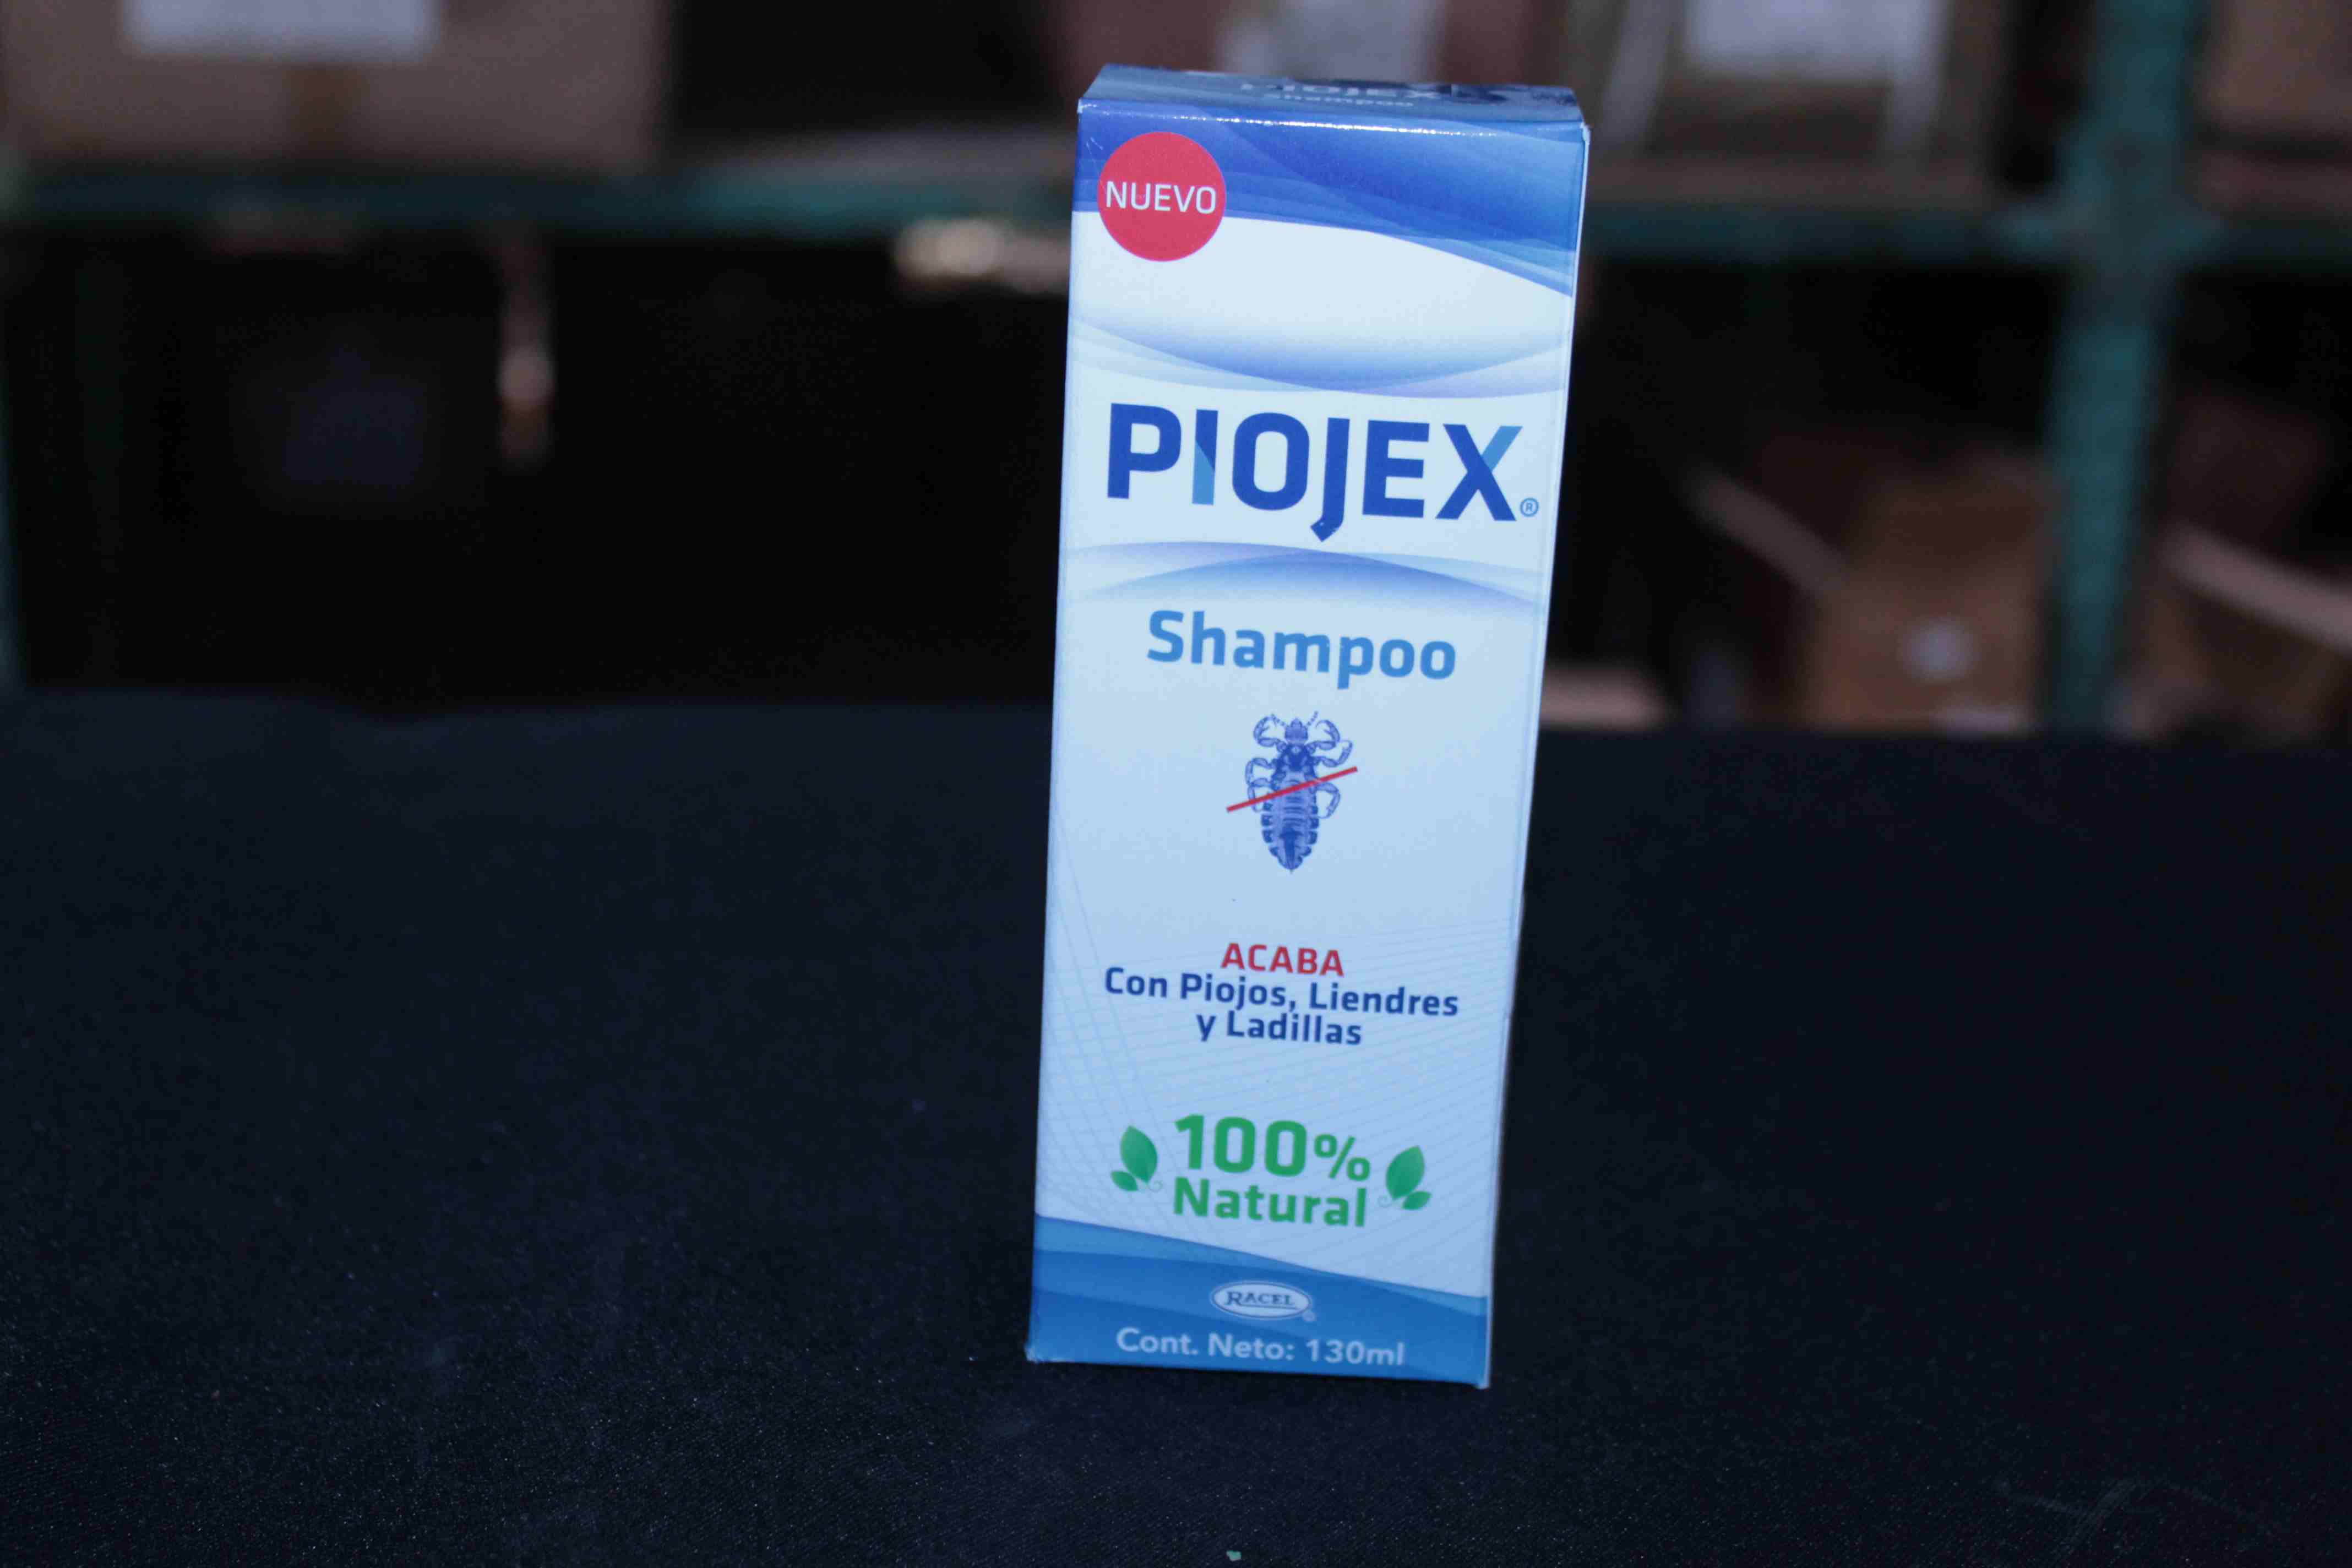 PIOJEX
Shampoo
NUEVO
PIOJEX®
Shampoo
ACABA
Con Piojos, Liendres
y Ladillas
100%
Natural
RACEL®
Cont. Neto: 130ml